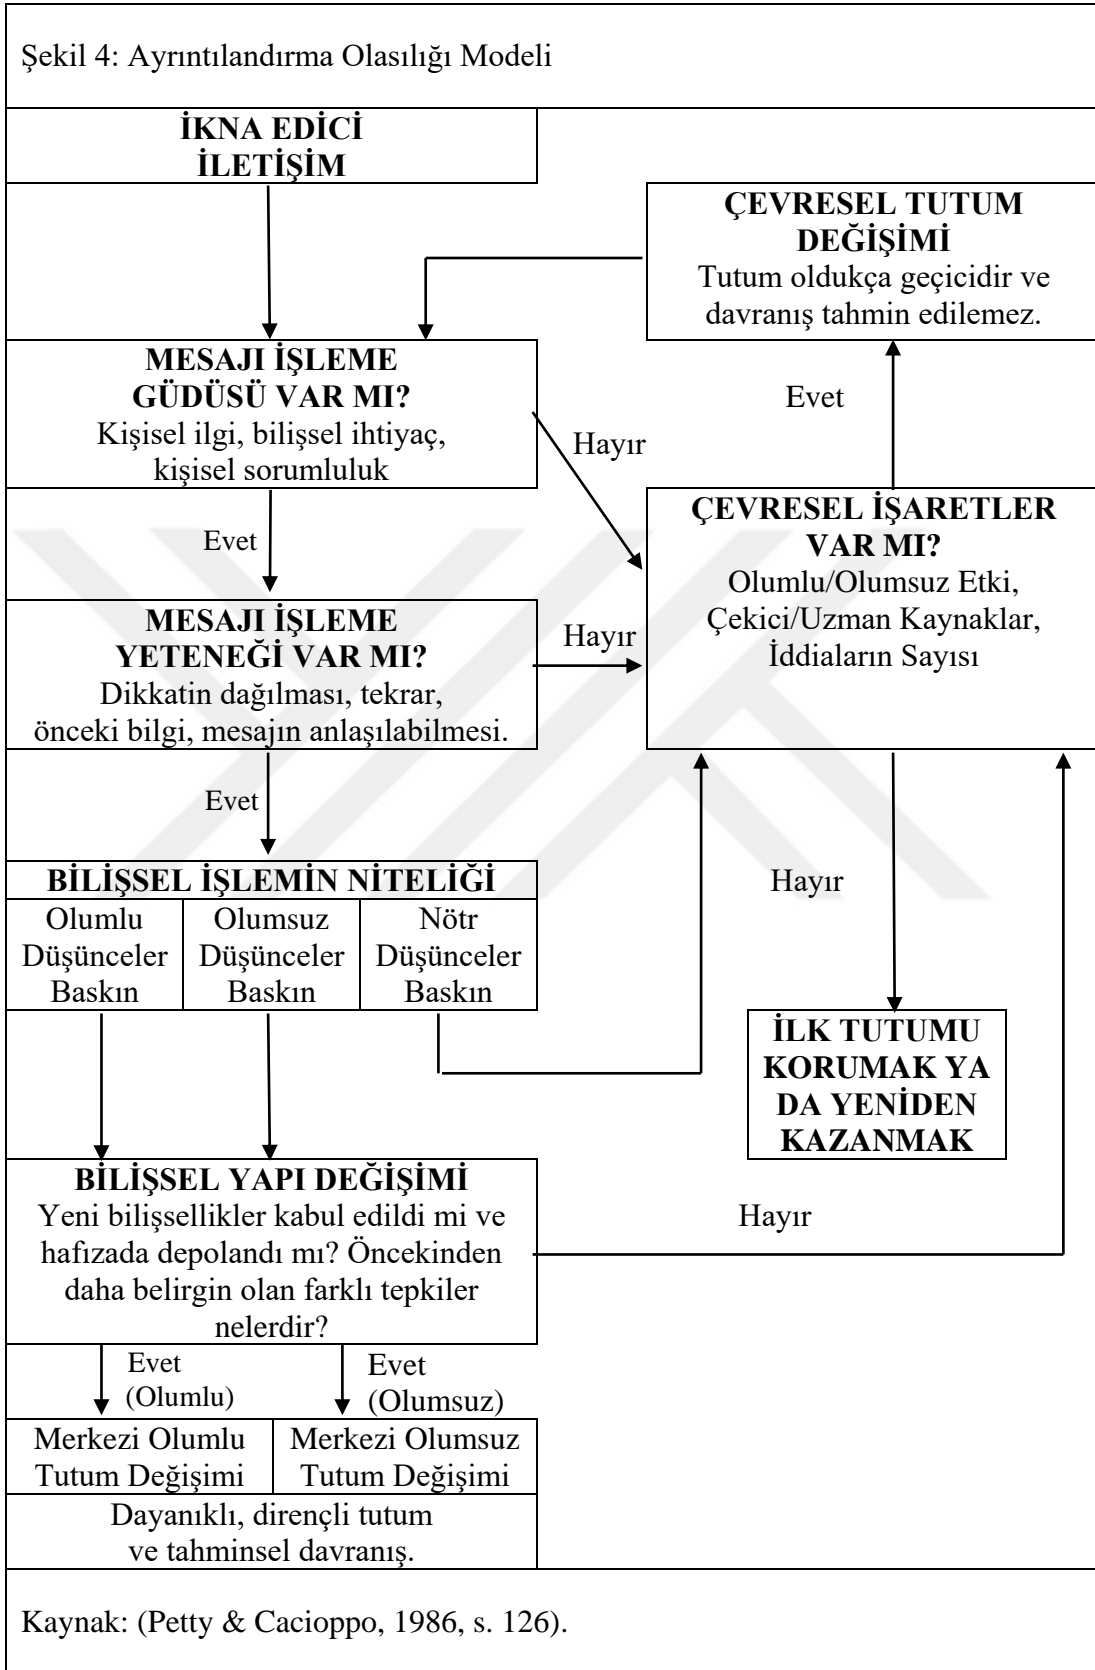 Şekil 4: Ayrıntılandırma Olasılığı Modeli
İKNA EDİCİ
İLETİŞİM
ÇEVRESEL TUTUM
DEĞİŞİMİ
Tutum oldukça geçicidir ve
davranış tahmin edilemez.
MESAJI İŞLEME
GÜDÜSÜ VAR MI?
Kişisel ilgi, bilişsel ihtiyaç,
kişisel sorumluluk
Hayır
Evet
Evet
ÇEVRESEL İŞARETLER
VAR MI?
Olumlu/Olumsuz Etki,
Çekici/Uzman Kaynaklar,
İddiaların Sayısı
MESAJI İŞLEME
YETENEĞİ VAR MI?
Dikkatin dağılması, tekrar,
önceki bilgi, mesajın anlaşılabilmesi.
Hayır
Evet
Hayır
BİLİŞSEL İŞLEMİN NİTELİĞİ
Olumlu
Düşünceler
Baskın
Olumsuz
Düşünceler
Baskın
Nötr
Düşünceler
Baskın
İLK TUTUMU
KORUMAK YA
DA YENİDEN
KAZANMAK
BİLİŞSEL YAPI DEĞİŞİMİ
Yeni bilişsellikler kabul edildi mi ve
hafızada depolandı mı? Öncekinden
daha belirgin olan farklı tepkiler
nelerdir?
Hayır
Evet
(Olumlu)
Evet
(Olumsuz)
Merkezi Olumlu
Tutum Değişimi
Merkezi Olumsuz
Tutum Değişimi
Dayanıklı, dirençli tutum
ve tahminsel davranış.
Kaynak: (Petty & Cacioppo, 1986, s. 126).